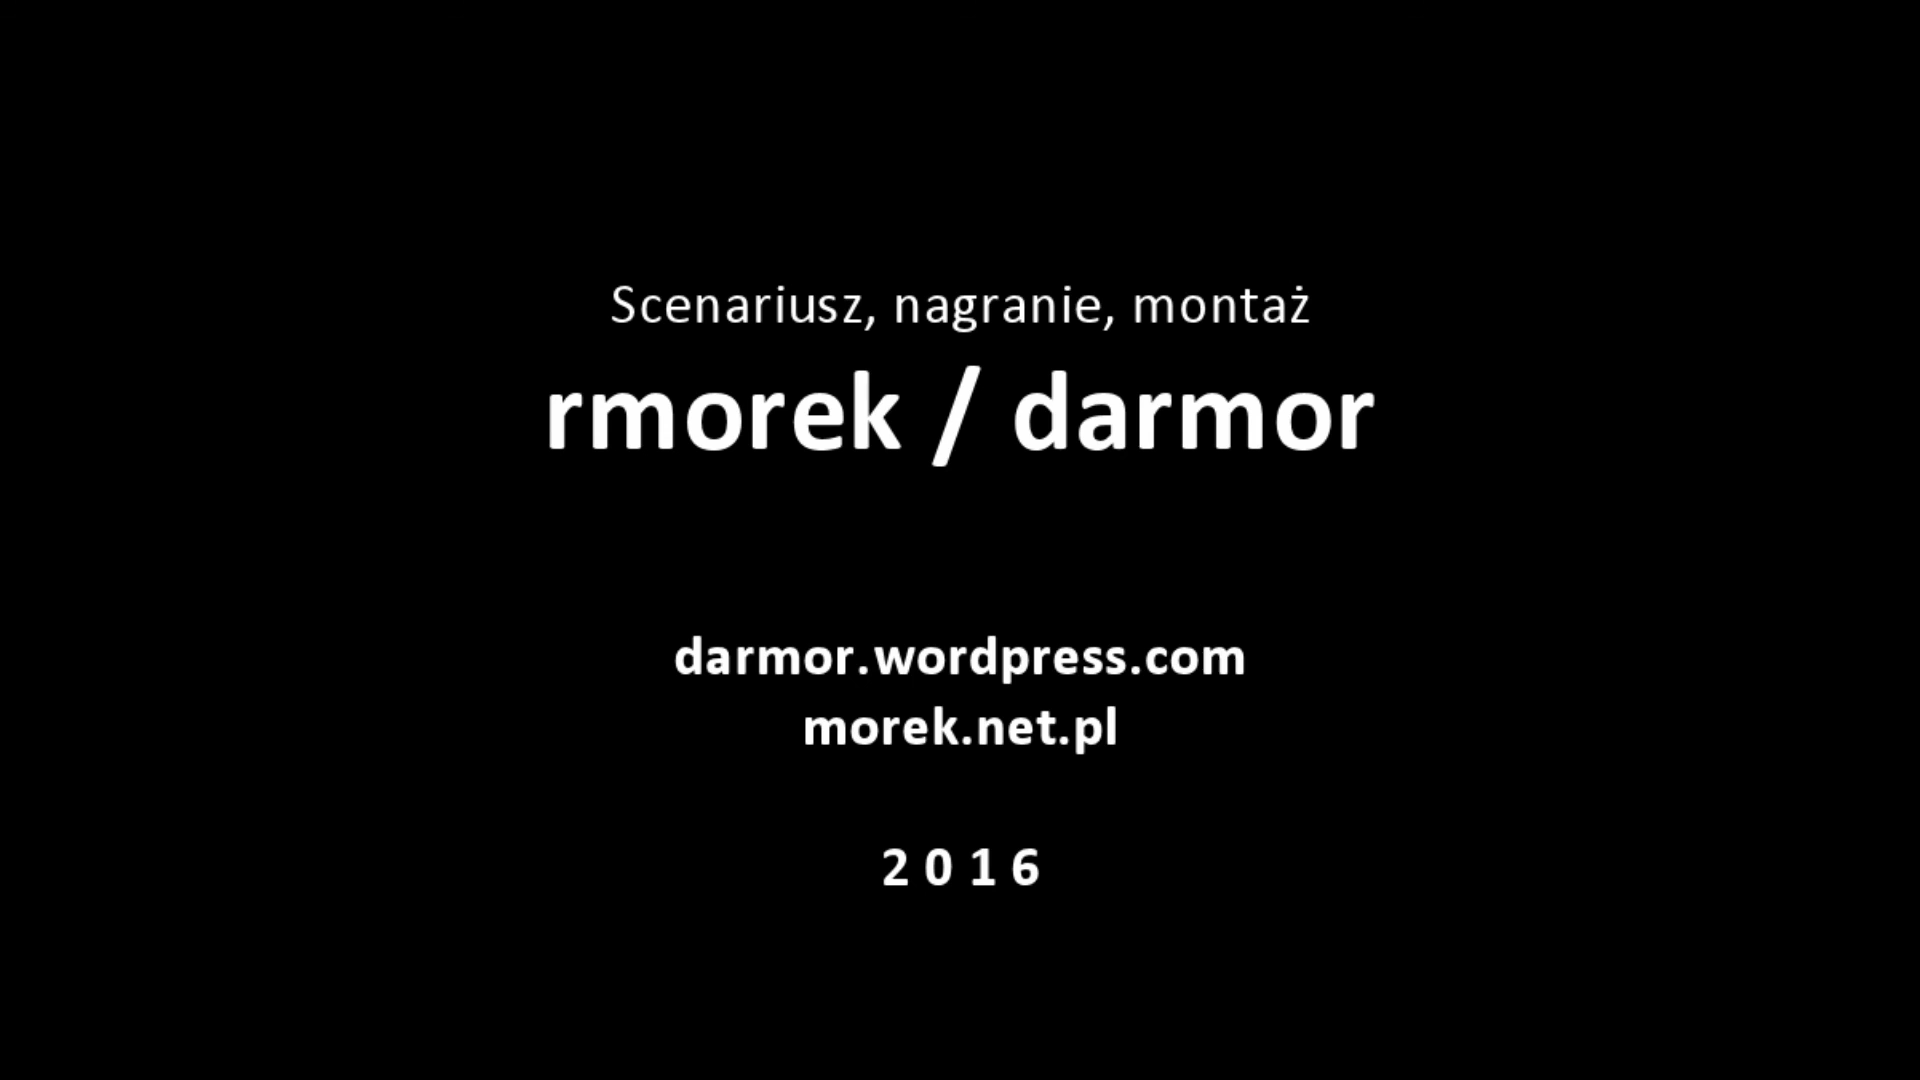 Scenariusz, nagranie, montaż
rmorek / darmor
darmor.wordpress.com
morek.net.pl
2 0 1 6